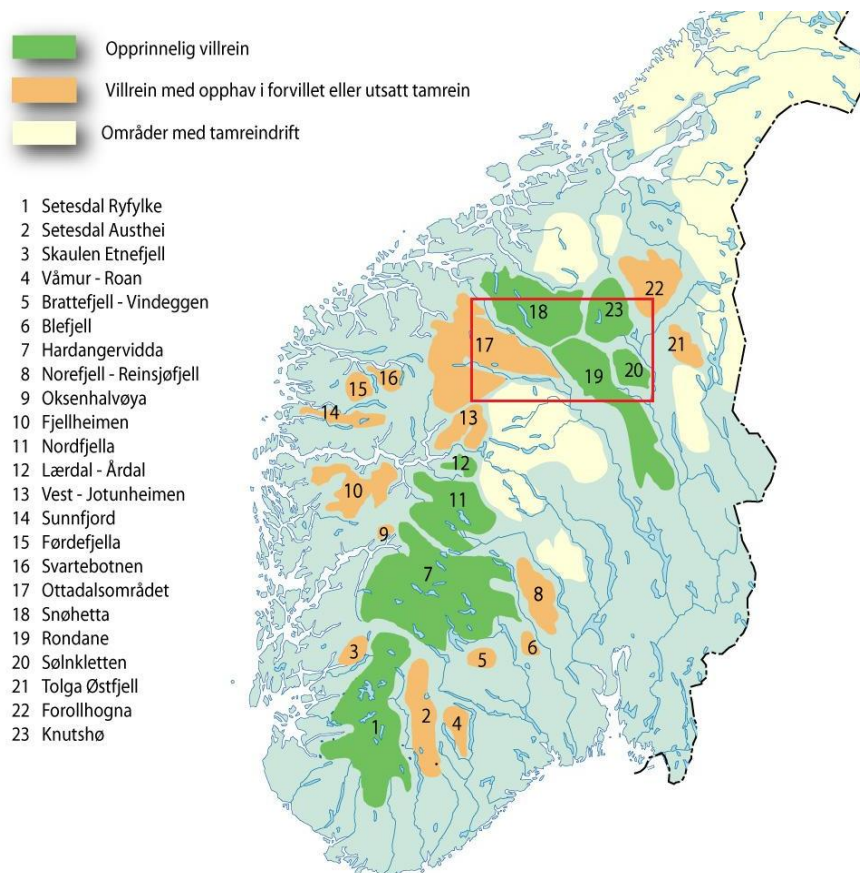 Opprinnelig villrein
Villrein med opphav i forvillet eller utsatt tamrein
Områder med tamreindrift
1 Setesdal Ryfylke
2 Setesdal Austhei
3 Skaulen Etnefjell
4 Våmur - Roan
5 Brattefjell - Vindeggen
6 Blefjell
7 Hardangervidda
8 Norefjell - Reinsjøfjell
9 Oksenhalvøya
10 Fjellheimen
11 Nordfjella
12 Lærdal - Årdal
13 Vest - Jotunheimen
14 Sunnfjord
15 Førdefjella
16 Svartebotnen
17 Ottadalsområdet
18 Snøhetta
19 Rondane
20 Sølnkletten
21 Tolga Østfjell
22 Forollhogna
23 Knutshø
22
18
23
21
17
20
19
16
15
14
13
12
10
11
9
7
8
6
3
5
2
4
1